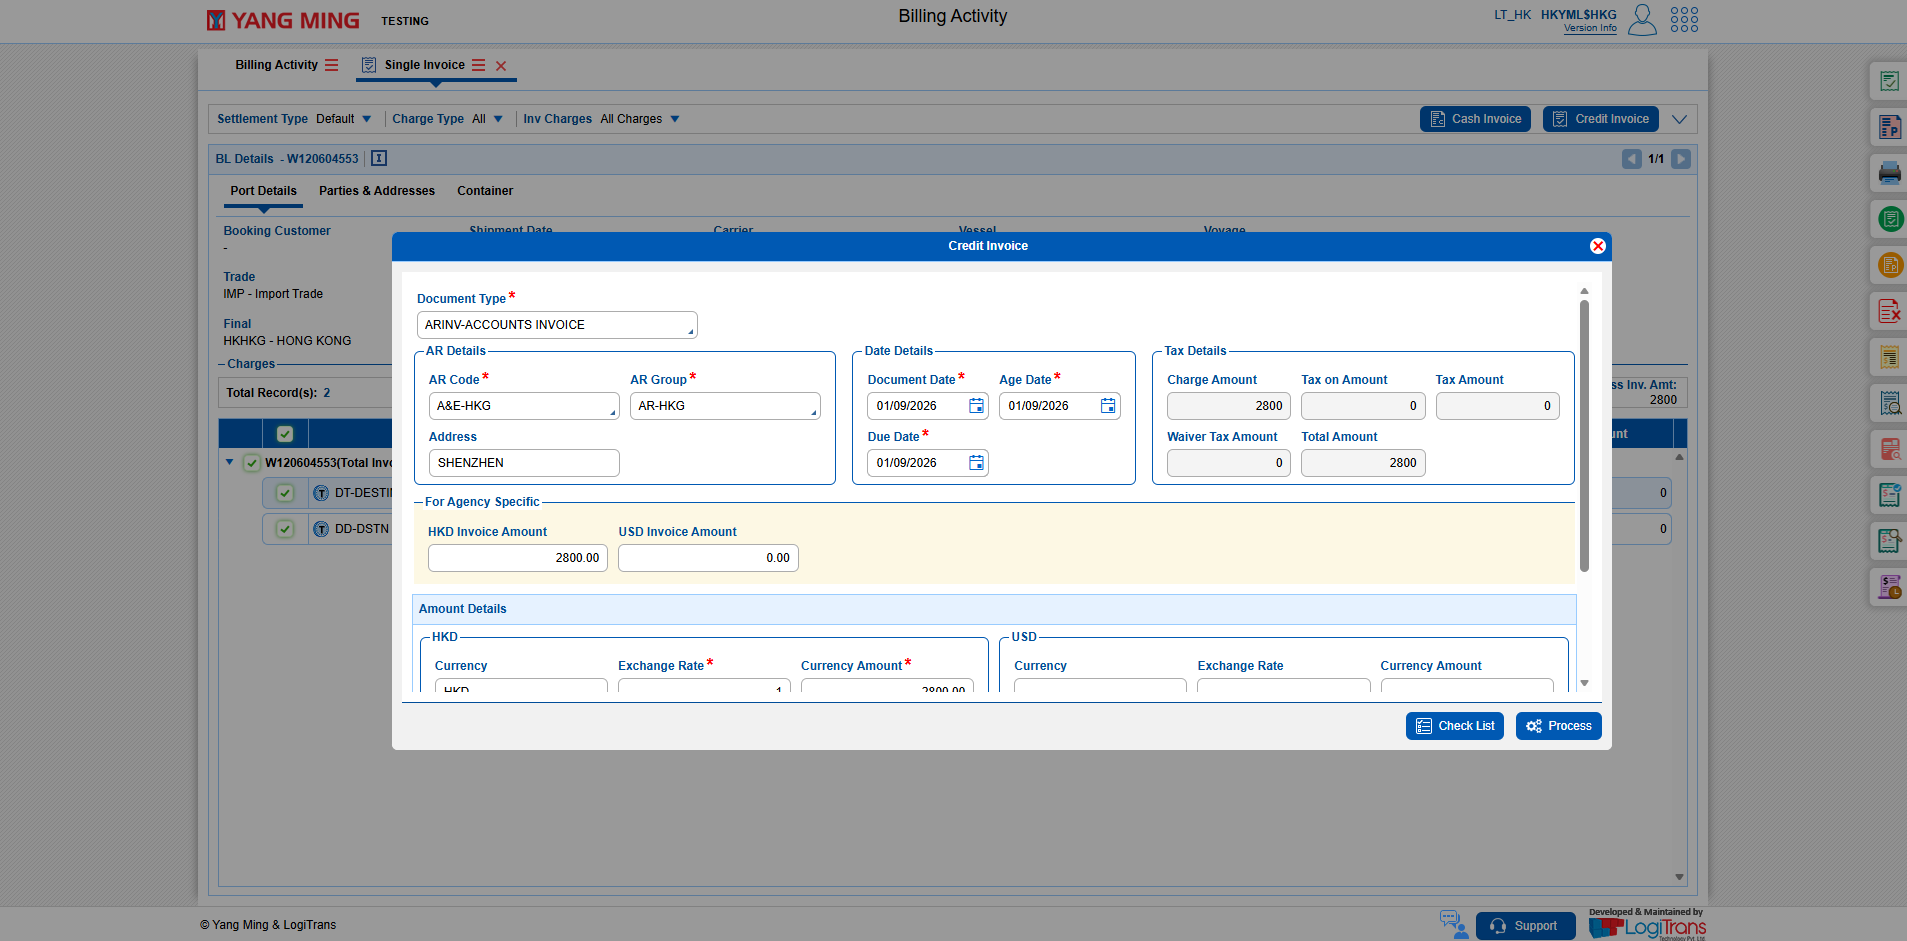 YANG MING TESTING
Billing Activity
LT_HK HKYML$HKG
Version Info
Billing Activity
Single Invoice
Settlement Type Default Charge Type All Inv Charges All Charges
Cash Invoice
Credit Invoice
BL Details - W120604553
1/1
Port Details Parties & Addresses Container
Booking Customer Shipment Date Carrier Vessel Voyage
-
Trade
IMP - Import Trade
Final
HKHKG - HONG KONG
Charges
Total Record(s): 2
ss Inv. Amt:
2800
unt
W120604553(Total Inv
DT-DESTI
0
DD-DSTN
0
Credit Invoice
Document Type *
ARINV-ACCOUNTS INVOICE
AR Details
AR Code * AR Group *
A&E-HKG AR-HKG
Address
SHENZHEN
Date Details
Document Date * Age Date *
01/09/2026 01/09/2026
Due Date *
01/09/2026
Tax Details
Charge Amount Tax on Amount Tax Amount
2800 0 0
Waiver Tax Amount Total Amount
0 2800
For Agency Specific
HKD Invoice Amount USD Invoice Amount
2800.00 0.00
Amount Details
HKD
Currency Exchange Rate * Currency Amount *
HKD 1 2800.00
USD
Currency Exchange Rate Currency Amount
Check List
Process
© Yang Ming & LogiTrans
Support
Developed & Maintained by
LogiTrans
Technology Pvt. Ltd.